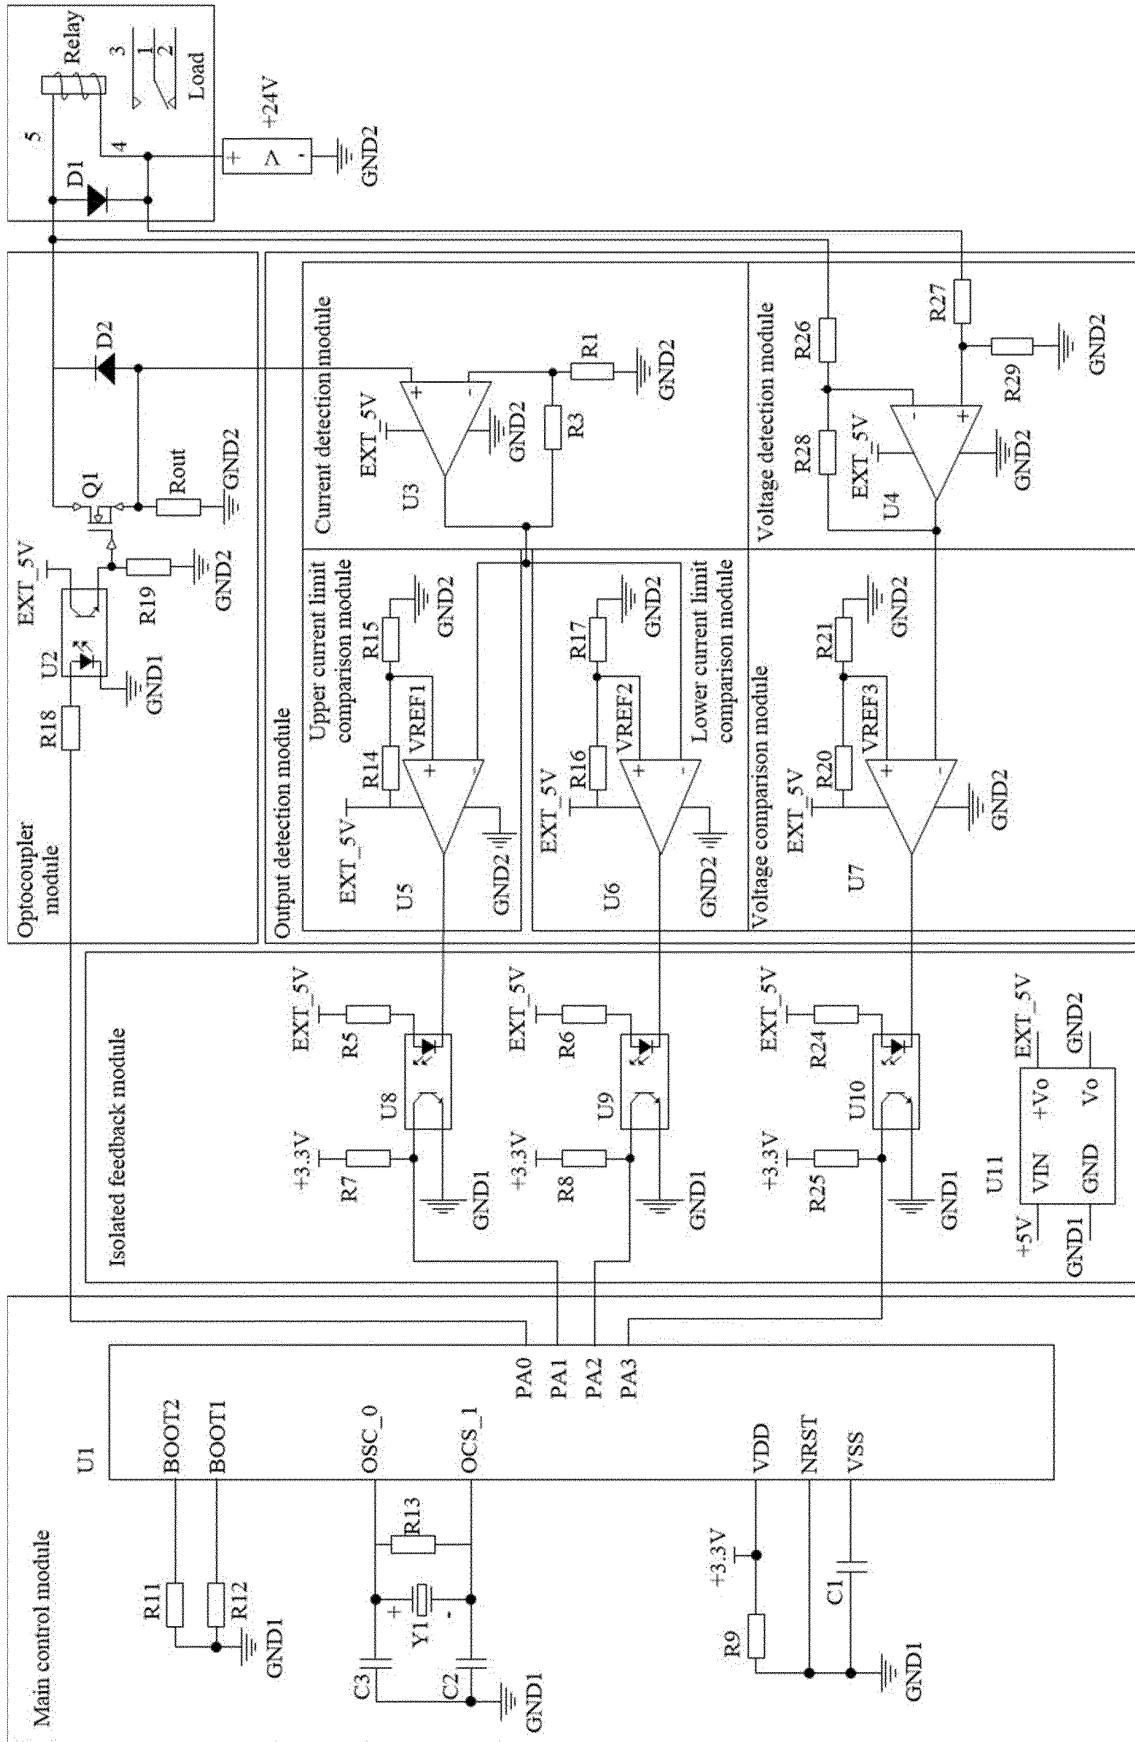 Main control module
U1
BOOT2
BOOT1
R11
R12
GND1
OSC_0
OCS_1
R13
Y1
+
-
C3
C2
GND1
VDD
NRST
VSS
+3.3V
R9
C1
GND1
PA0
PA1
PA2
PA3
Isolated feedback module
+3.3V
R7
U8
R5
EXT_5V
GND1
+3.3V
R8
U9
R6
EXT_5V
GND1
+3.3V
R25
U10
R24
EXT_5V
GND1
U11
+5V
VIN
+Vo
EXT_5V
GND1
GND
Vo
GND2
Optocoupler
module
R18
U2
EXT_5V
GND1
R19
GND2
Q1
Rout
GND2
D2
Output detection module
Upper current limit
comparison module
EXT_5V
R14
R15
GND2
VREF1
+
-
U5
GND2
Lower current limit
comparison module
EXT_5V
R16
R17
GND2
VREF2
+
-
U6
GND2
Voltage comparison module
EXT_5V
R20
R21
GND2
VREF3
+
-
U7
GND2
Current detection module
EXT_5V
U3
+
-
GND2
R3
R1
GND2
Voltage detection module
R28
R26
EXT_5V
U4
-
+
GND2
R27
R29
GND2
D1
5
4
Relay
3
1
2
Load
+24V
+
V
-
GND2